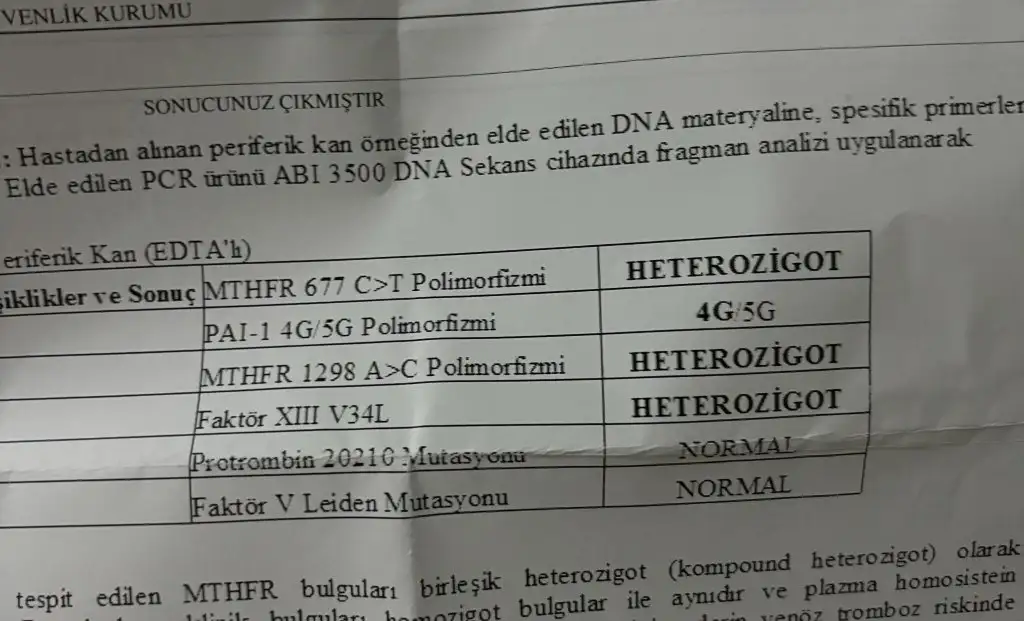 VENLİK KURUMU
SONUCUNUZ ÇIKMIŞTIR
: Hastadan alınan periferik kan örneğinden elde edilen DNA materyaline, spesifik primerler
Elde edilen PCR ürünü ABI 3500 DNA Sekans cihazında fragman analizi uygulanarak
eriferik Kan (EDTA'lı)
şiklikler ve Sonuç MTHFR 677 C>T Polimorfizmi HETEROZİGOT
PAI-1 4G/5G Polimorfizmi 4G/5G
MTHFR 1298 A>C Polimorfizmi HETEROZİGOT
Faktör XIII V34L HETEROZİGOT
Protrombin 20210 Mutasyonu NORMAL
Faktör V Leiden Mutasyonu NORMAL
tespit edilen MTHFR bulguları birleşik heterozigot (kompound heterozigot) olarak
bulguları homozigot bulgular ile aynıdır ve plazma homosistein
venöz tromboz riskinde